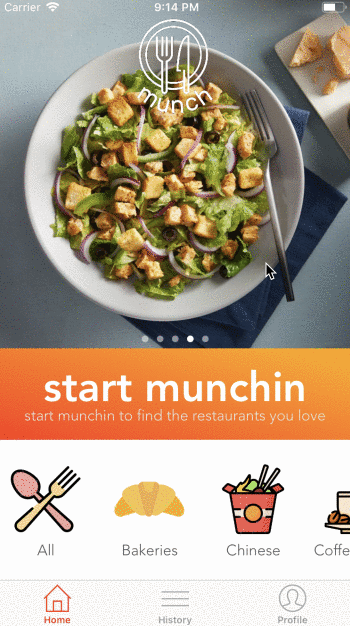 Carrier 9:14 PM
munch
start munchin
start munchin to find the restaurants you love
All Bakeries Chinese Coffe
Home History Profile